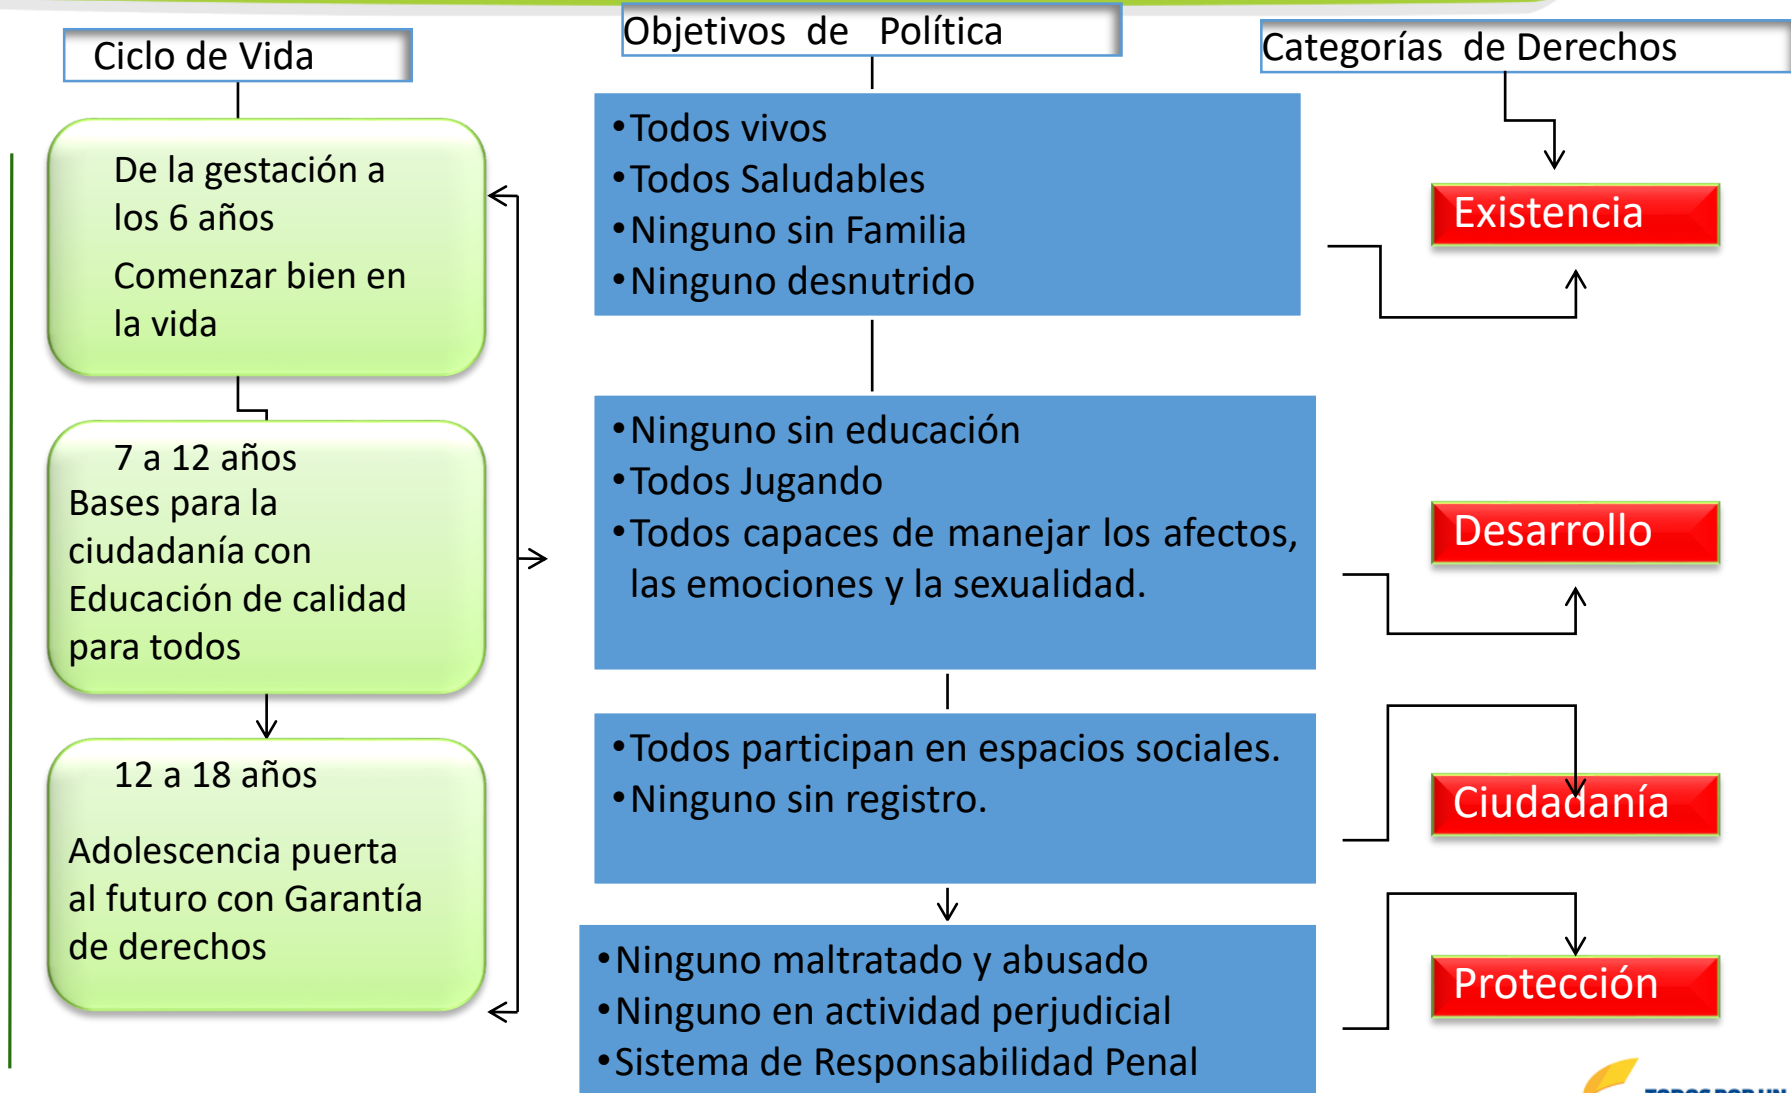 Ciclo de Vida
De la gestación a
los 6 años
Comenzar bien en
la vida
7 a 12 años
Bases para la
ciudadanía con
Educación de calidad
para todos
12 a 18 años
Adolescencia puerta
al futuro con Garantía
de derechos
Objetivos de Política
•Todos vivos
•Todos Saludables
•Ninguno sin Familia
•Ninguno desnutrido
•Ninguno sin educación
•Todos Jugando
•Todos capaces de manejar los afectos,
las emociones y la sexualidad.
•Todos participan en espacios sociales.
•Ninguno sin registro.
•Ninguno maltratado y abusado
•Ninguno en actividad perjudicial
•Sistema de Responsabilidad Penal
Categorías de Derechos
Existencia
Desarrollo
Ciudadanía
Protección
TODOS POR UN